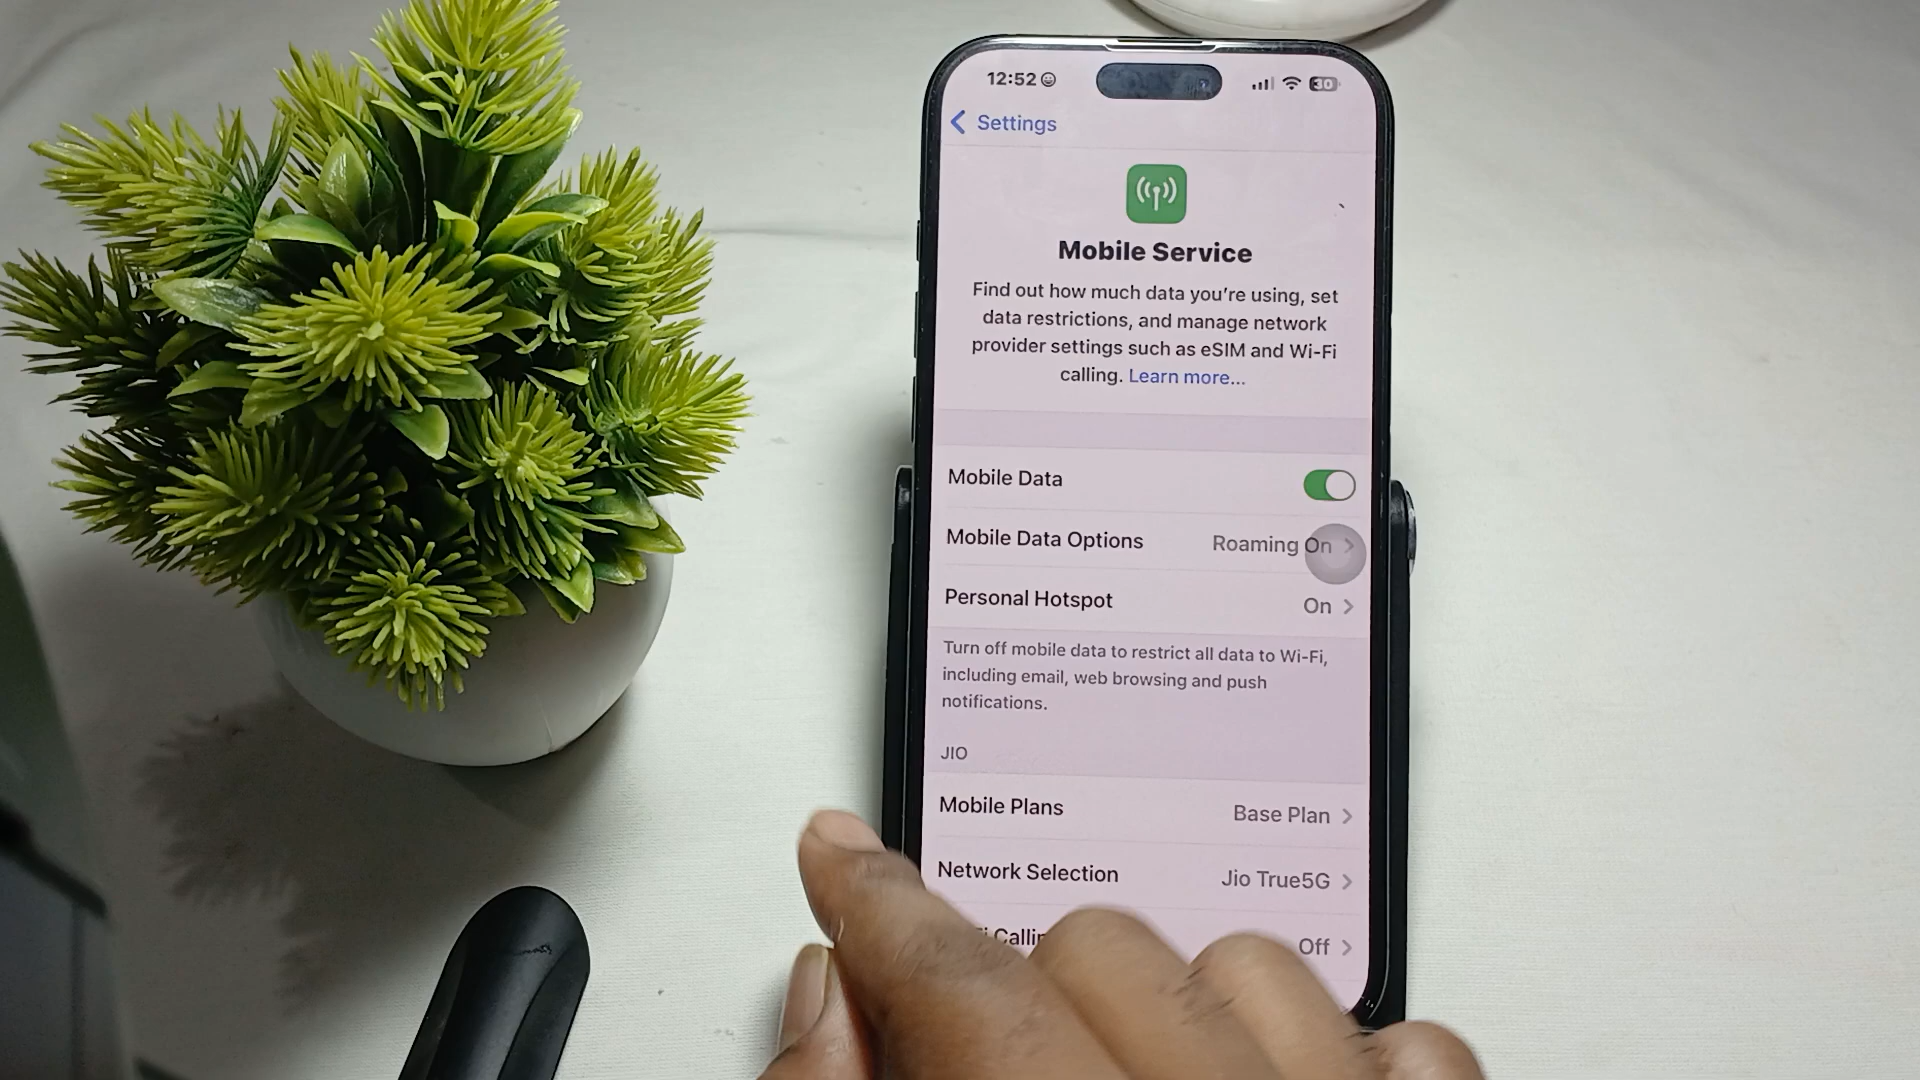 12:52
30
Settings
Mobile Service
Find out how much data you're using, set
data restrictions, and manage network
provider settings such as eSIM and Wi-Fi
calling. Learn more...
Mobile Data
Mobile Data Options Roaming On
Personal Hotspot On
Turn off mobile data to restrict all data to Wi-Fi,
including email, web browsing and push
notifications.
JIO
Mobile Plans Base Plan
Network Selection Jio True5G
Off